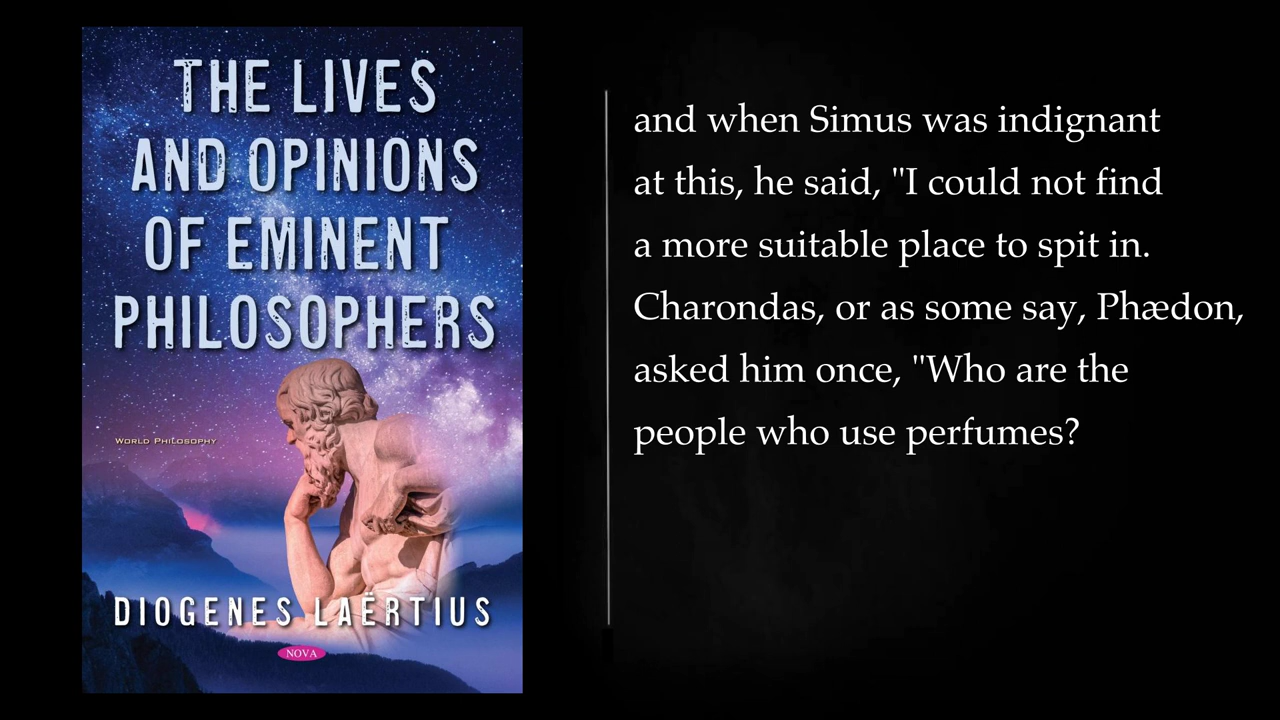 THE LIVES
AND OPINIONS
OF EMINENT
PHILOSOPHERS
WORLD PHILOSOPHY
DIOGENES LAËRTIUS
NOVA
and when Simus was indignant
at this, he said, "I could not find
a more suitable place to spit in.
Charondas, or as some say, Phædon,
asked him once, "Who are the
people who use perfumes?